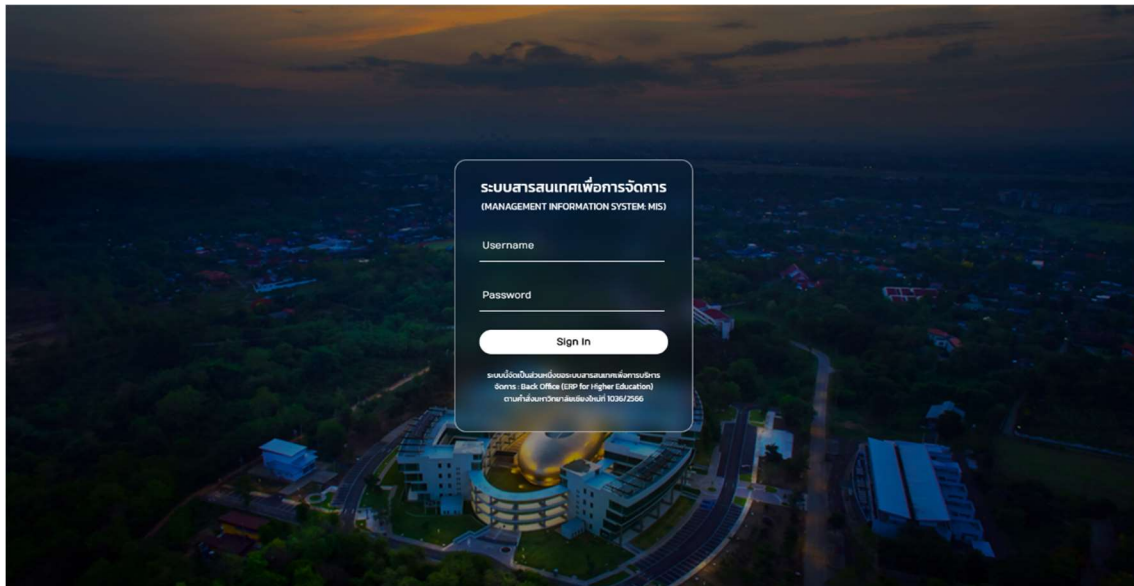 ระบบสารสนเทศเพื่อการจัดการ
(MANAGEMENT INFORMATION SYSTEM: MIS)
Username
Password
Sign In
ระบบนี้จัดเป็นส่วนหนึ่งของระบบสารสนเทศเพื่อการบริหาร
จัดการ : Back Office (ERP for Higher Education)
ตามคำสั่งมหาวิทยาลัยเชียงใหม่ที่ 1036/2566